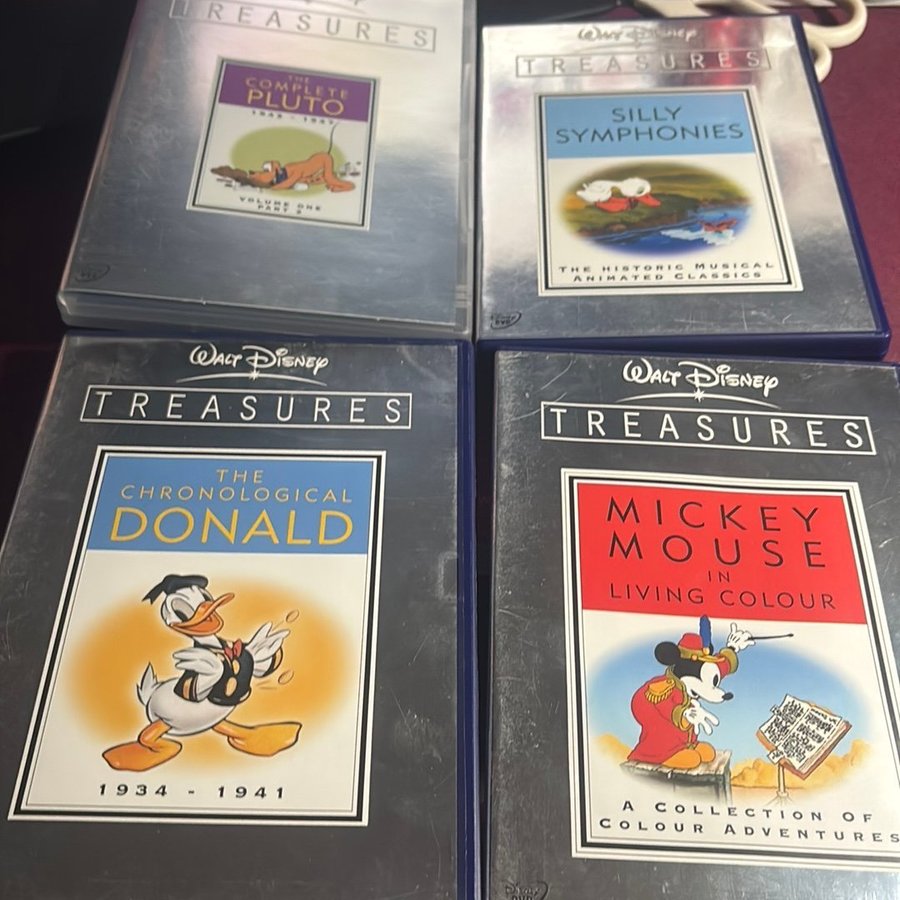 TREASURES
THE
COMPLETE
PLUTO
VOLUME ONE
WALT DISNEY
TREASURES
SILLY
SYMPHONIES
THE HISTORIC MUSICAL
ANIMATED CLASSICS
WALT DISNEY
TREASURES
THE
CHRONOLOGICAL
DONALD
1934 - 1941
WALT DISNEY
TREASURES
MICKEY
MOUSE
IN
LIVING COLOUR
A COLLECTION OF
COLOUR ADVENTURES